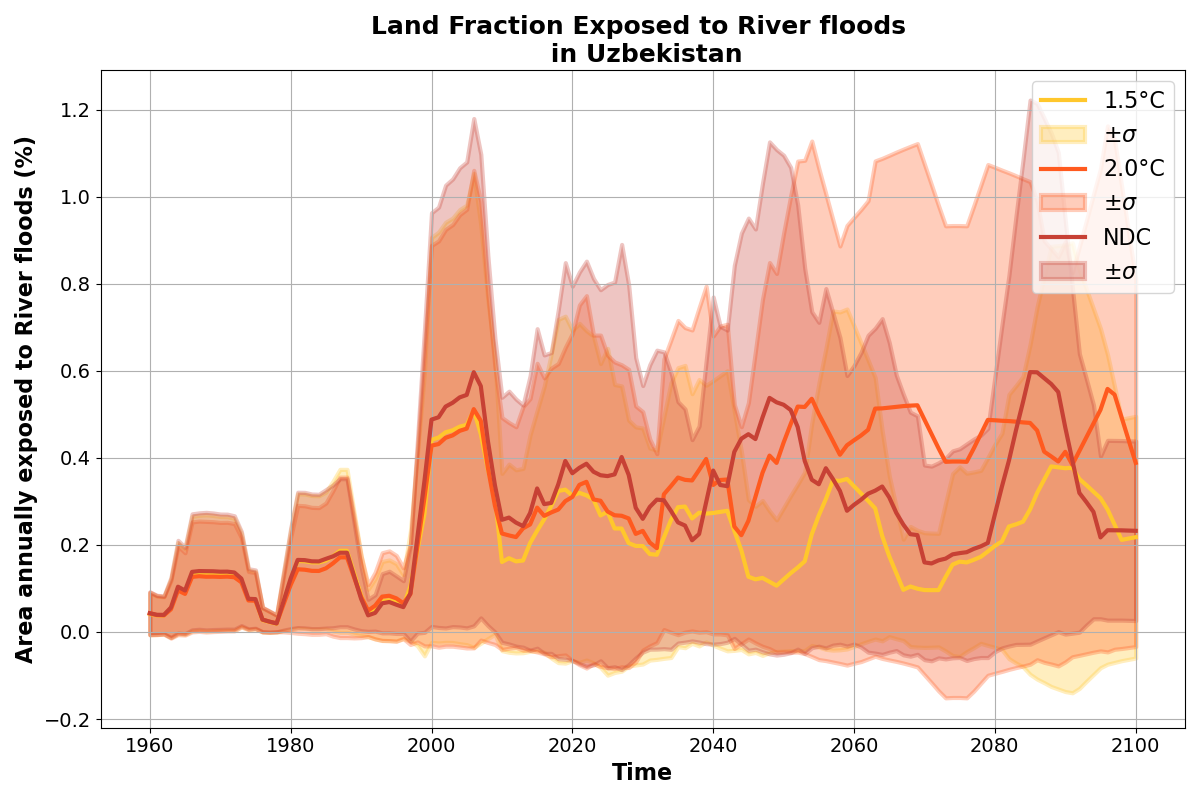 Land Fraction Exposed to River floods
in Uzbekistan
Area annually exposed to River floods (%)
1.2
1.0
0.8
0.6
0.4
0.2
0.0
−0.2
1960
1980
2000
2020
2040
2060
2080
2100
Time
1.5°C
±σ
2.0°C
±σ
NDC
±σ